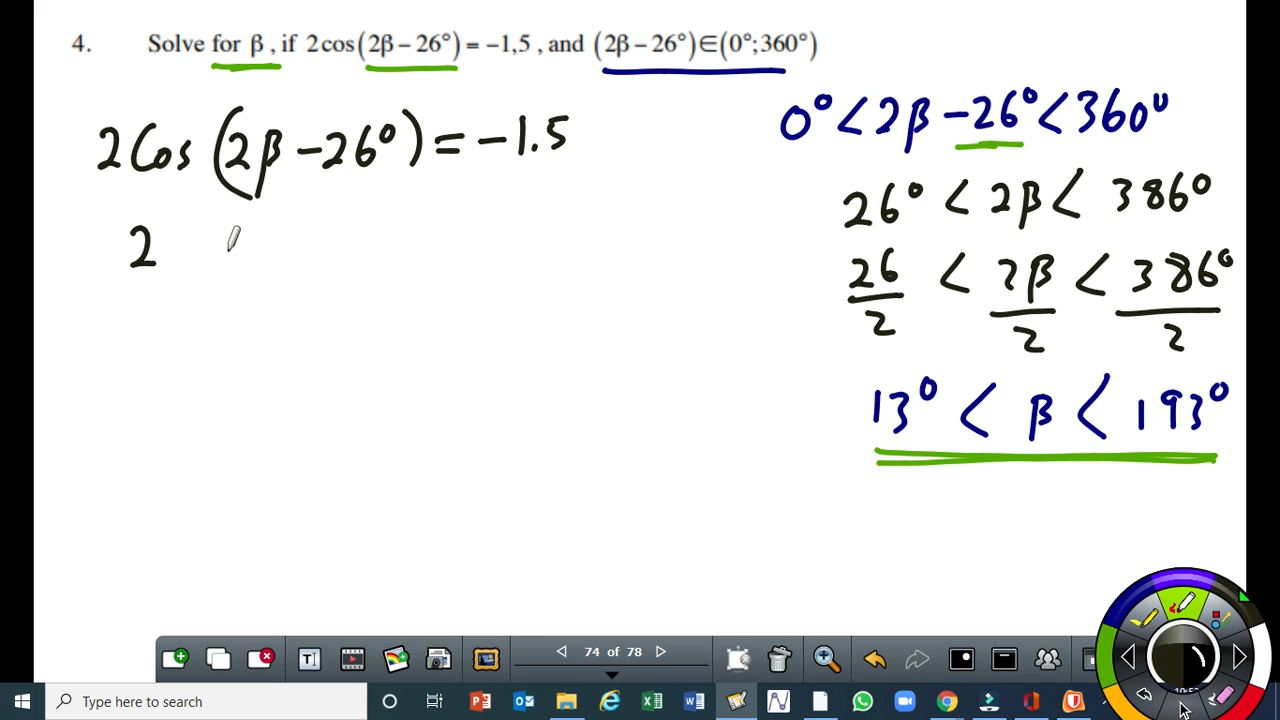 4. Solve for β , if 2cos(2β – 26°) = –1,5 , and (2β – 26°)∈(0°;360°)
2Cos (2β – 26°) = – 1.5
2
0° < 2β – 26° < 360°
26° < 2β < 386°
26/2 < 2β/2 < 386°/2
13° < β < 193°
74 of 78
10:52
Type here to search